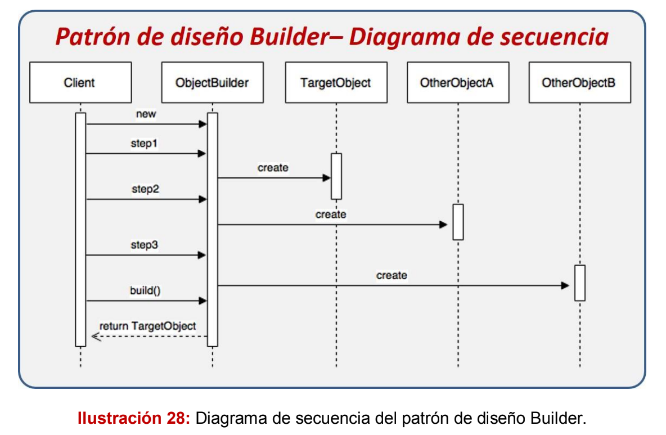 Patrón de diseño Builder– Diagrama de secuencia
Client
ObjectBuilder
TargetObject
OtherObjectA
OtherObjectB
new
step1
create
step2
create
step3
create
build()
return TargetObject
Ilustración 28: Diagrama de secuencia del patrón de diseño Builder.